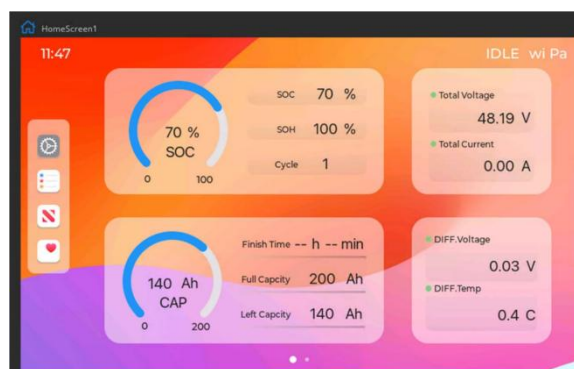 HomeScreen1
11:47
IDLE wi Pa
70 %
SOC
0 100
SOC 70 %
SOH 100 %
Cycle 1
Total Voltage
48.19 V
Total Current
0.00 A
140 Ah
CAP
0 200
Finish Time -- h -- min
Full Capcity 200 Ah
Left Capcity 140 Ah
DIFF.Voltage
0.03 V
DIFF.Temp
0.4 C